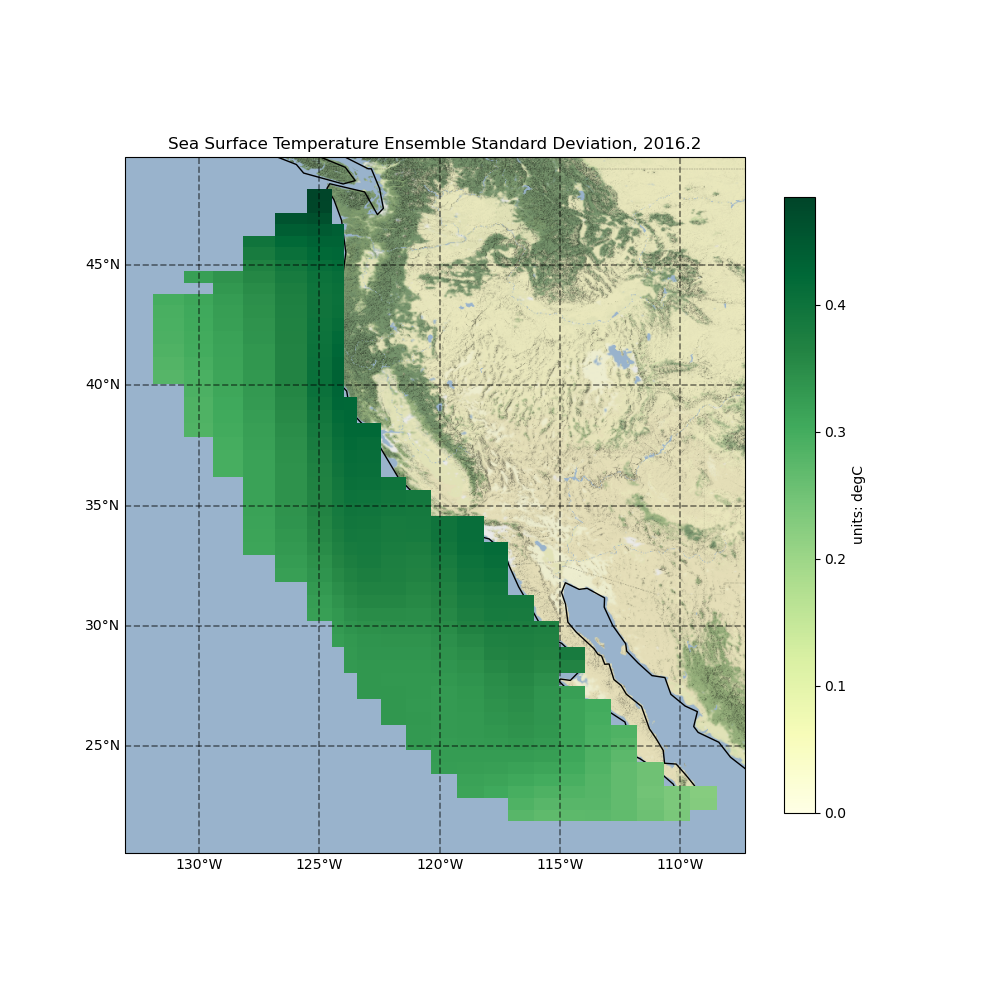 Sea Surface Temperature Ensemble Standard Deviation, 2016.2
45°N
40°N
35°N
30°N
25°N
130°W 125°W 120°W 115°W 110°W
0.4
0.3
0.2
0.1
0.0
units: degC